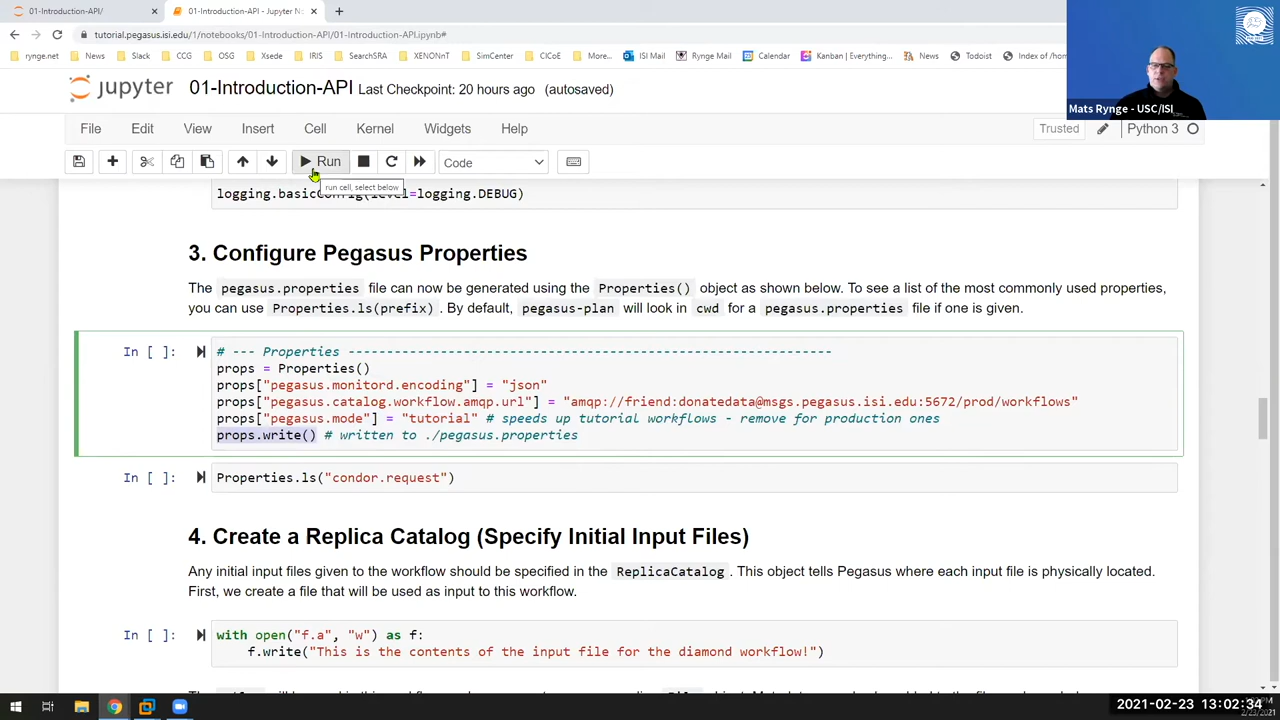 01-Introduction-API/
01-Introduction-API - Jupyter N
tutorial.pegasus.isi.edu/1/notebooks/01-Introduction-API/01-Introduction-API.ipynb#
rynge.net News Slack CCG OSG Xsede IRIS SearchSRA XENONnT SimCenter CICoE More... ISI Mail Rynge Mail Calendar Kanban | Everything... News Todoist Index of /home
Mats Rynge - USC/ISI
jupyter 01-Introduction-API Last Checkpoint: 20 hours ago (autosaved)
File Edit View Insert Cell Kernel Widgets Help
Trusted Python 3
Run Code
run cell, select below
logging.basicConfig(level=logging.DEBUG)
3. Configure Pegasus Properties
The pegasus.properties file can now be generated using the Properties() object as shown below. To see a list of the most commonly used properties,
you can use Properties.ls(prefix). By default, pegasus-plan will look in cwd for a pegasus.properties file if one is given.
In [ ]: # --- Properties ---------------------------------------------------------------
props = Properties()
props["pegasus.monitord.encoding"] = "json"
props["pegasus.catalog.workflow.amqp.url"] = "amqp://friend:donatedata@msgs.pegasus.isi.edu:5672/prod/workflows"
props["pegasus.mode"] = "tutorial" # speeds up tutorial workflows - remove for production ones
props.write() # written to ./pegasus.properties
In [ ]: Properties.ls("condor.request")
4. Create a Replica Catalog (Specify Initial Input Files)
Any initial input files given to the workflow should be specified in the ReplicaCatalog. This object tells Pegasus where each input file is physically located.
First, we create a file that will be used as input to this workflow.
In [ ]: with open("f.a", "w") as f:
f.write("This is the contents of the input file for the diamond workflow!")
2021-02-23 13:02:34